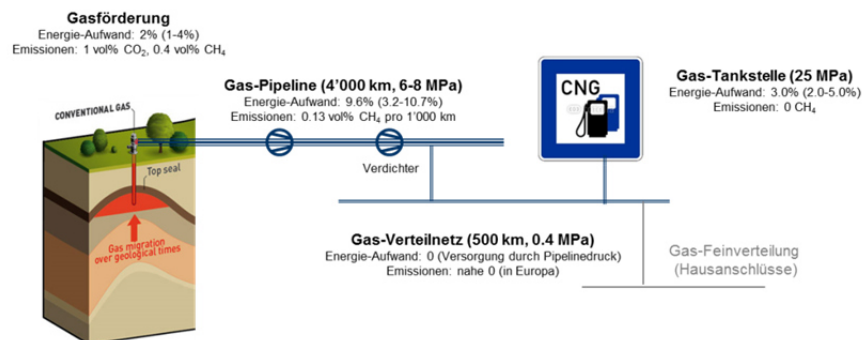 Gasförderung
Energie-Aufwand: 2% (1-4%)
Emissionen: 1 vol% CO₂, 0.4 vol% CH₄
CONVENTIONAL GAS
Top seal
Gas migration
over geological times
Gas-Pipeline (4’000 km, 6-8 MPa)
Energie-Aufwand: 9.6% (3.2-10.7%)
Emissionen: 0.13 vol% CH₄ pro 1’000 km
Verdichter
CNG
Gas-Tankstelle (25 MPa)
Energie-Aufwand: 3.0% (2.0-5.0%)
Emissionen: 0 CH₄
Gas-Verteilnetz (500 km, 0.4 MPa)
Energie-Aufwand: 0 (Versorgung durch Pipelinedruck)
Emissionen: nahe 0 (in Europa)
Gas-Feinverteilung
(Hausanschlüsse)